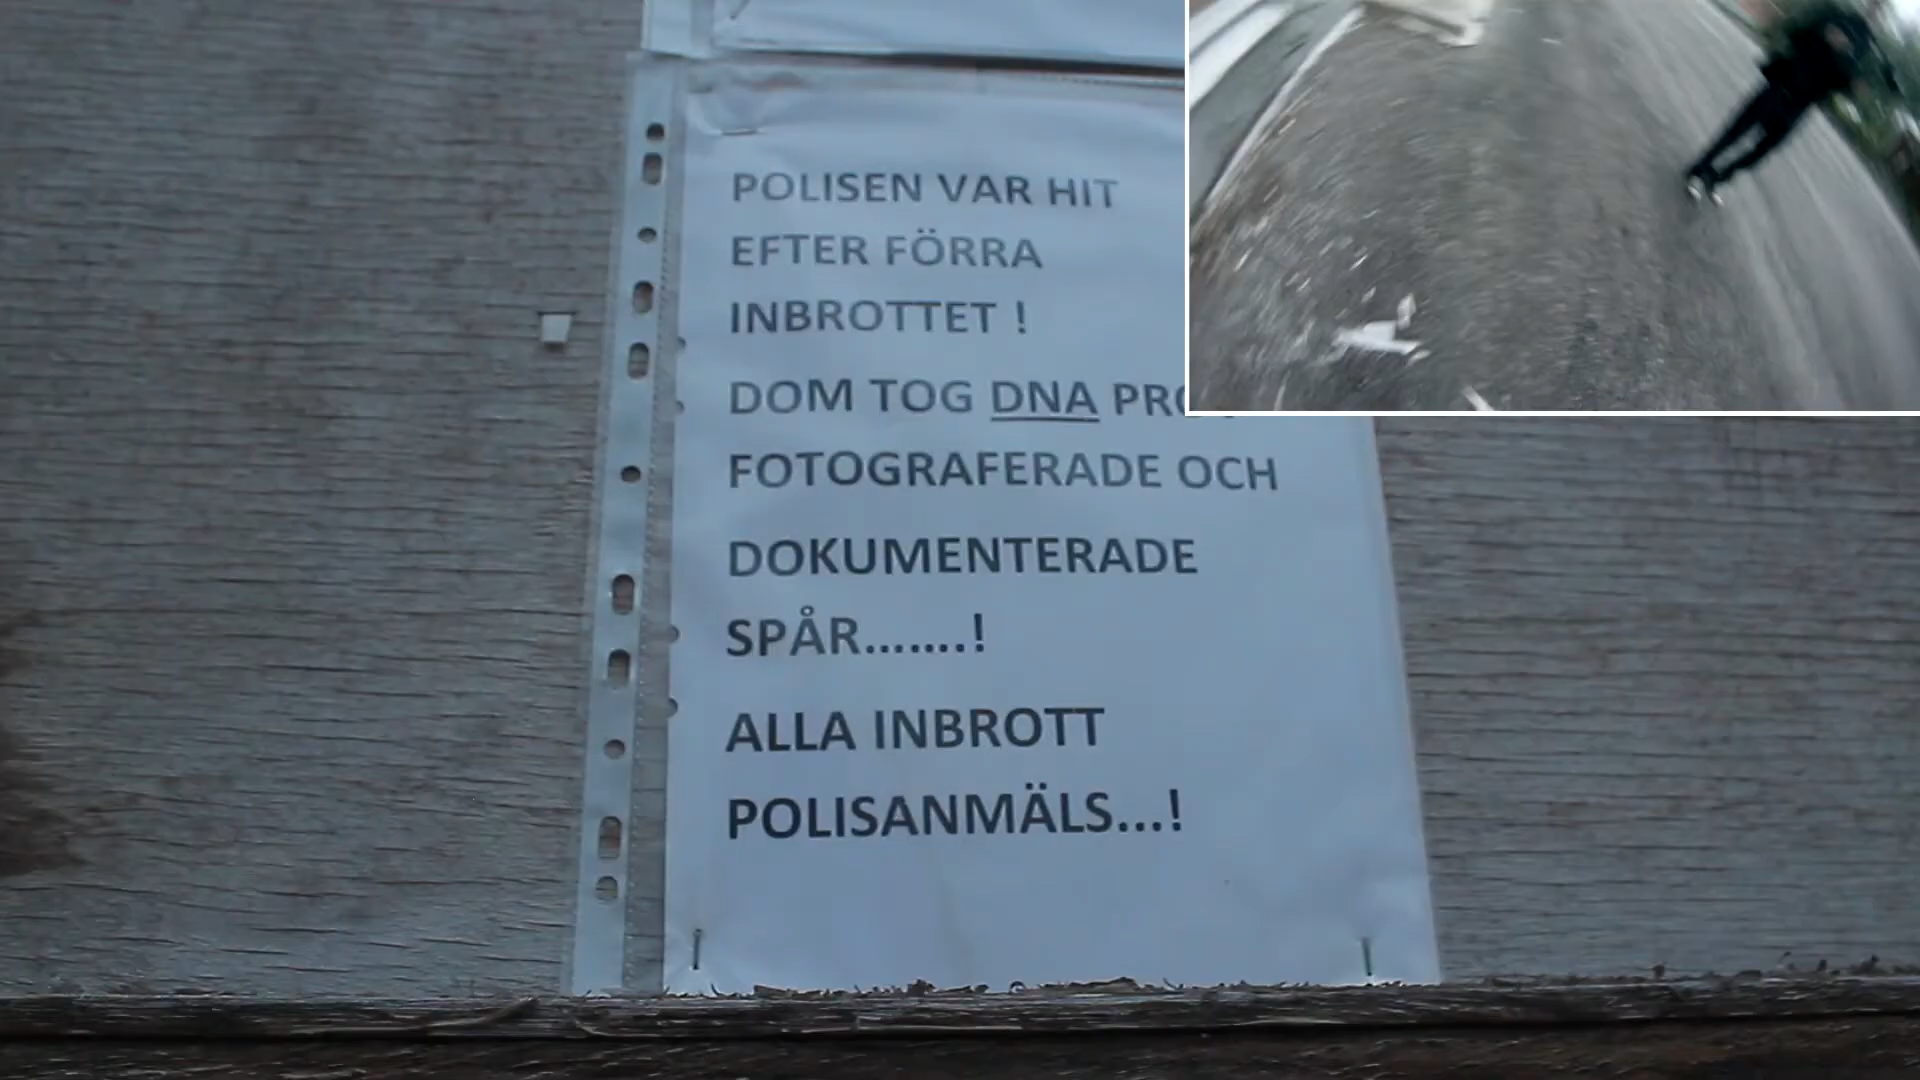 POLISEN VAR HIT
EFTER FÖRRA
INBROTTET !
DOM TOG DNA
FOTOGRAFERADE OCH
DOKUMENTERADE
SPÅR.......!
ALLA INBROTT
POLISANMÄLS...!